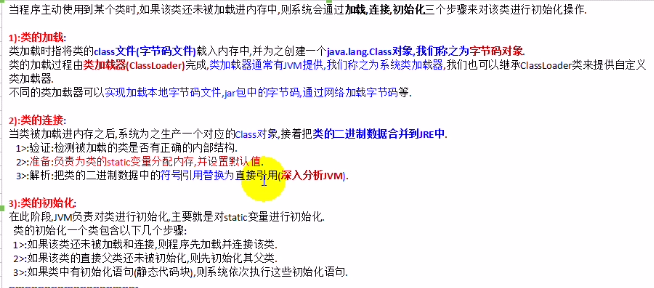 当程序主动使用到某个类时,如果该类还未被加载进内存中,则系统会通过加载,连接,初始化三个步骤来对该类进行初始化操作.
1):类的加载:
类加载时指将类的class文件(字节码文件)载入内存中,并为之创建一个java.lang.Class对象,我们称之为字节码对象.
类的加载过程由类加载器(ClassLoader)完成,类加载器通常有JVM提供,我们称之为系统类加载器,我们也可以继承ClassLoader类来提供自定义
类加载器.
不同的类加载器可以实现加载本地字节码文件,jar包中的字节码,通过网络加载字节码等.
2):类的连接:
当类被加载进内存之后,系统为之生产一个对应的Class对象,接着把类的二进制数据合并到JRE中.
1>:验证:检测被加载的类是否有正确的内部结构.
2>:准备:负责为类的static变量分配内存,并设置默认值.
3>:解析:把类的二进制数据中的符号引用替换为直接引用(深入分析JVM).
3):类的初始化:
在此阶段,JVM负责对类进行初始化,主要就是对static变量进行初始化.
类的初始化一个类包含以下几个步骤:
1>:如果该类还未被加载和连接,则程序先加载并连接该类.
2>:如果该类的直接父类还未被初始化,则先初始化其父类.
3>:如果类中有初始化语句(静态代码块),则系统依次执行这些初始化语句.